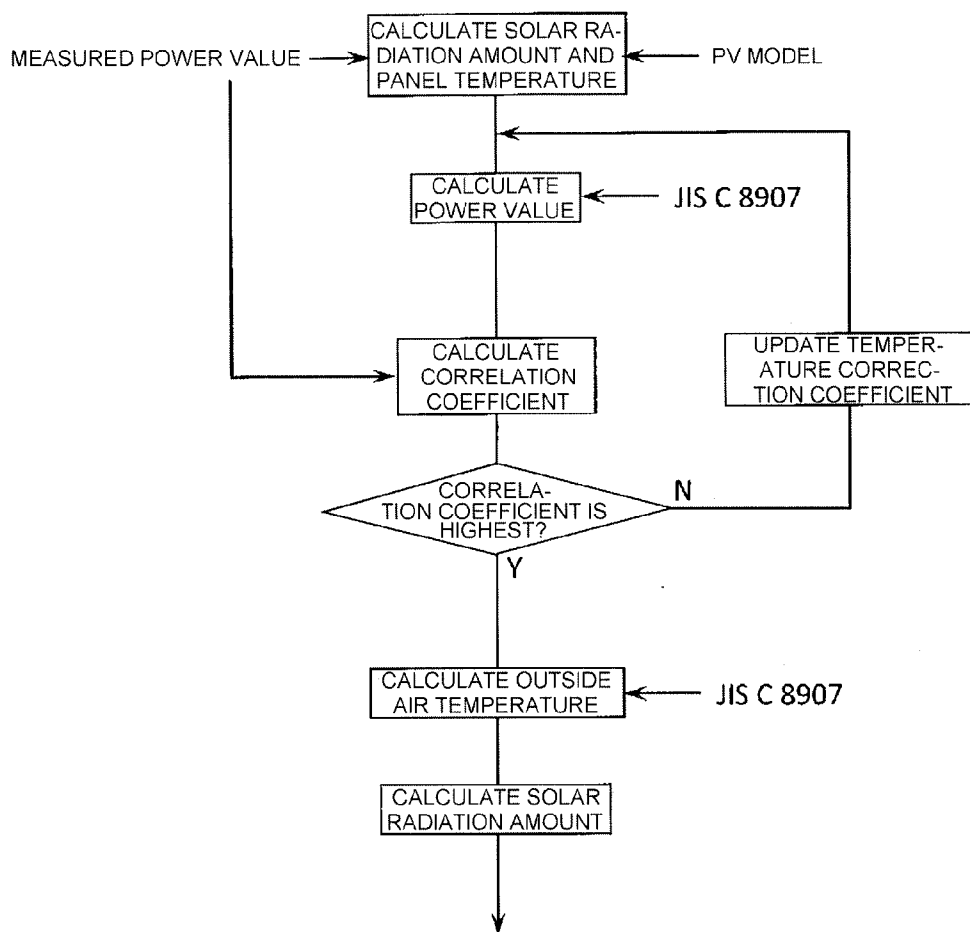 CALCULATE SOLAR RA-
DIATION AMOUNT AND
PANEL TEMPERATURE
MEASURED POWER VALUE
PV MODEL
CALCULATE
POWER VALUE
JIS C 8907
CALCULATE
CORRELATION
COEFFICIENT
UPDATE TEMPER-
ATURE CORREC-
TION COEFFICIENT
CORRELA-
TION COEFFICIENT IS
HIGHEST?
N
Y
CALCULATE OUTSIDE
AIR TEMPERATURE
JIS C 8907
CALCULATE SOLAR
RADIATION AMOUNT